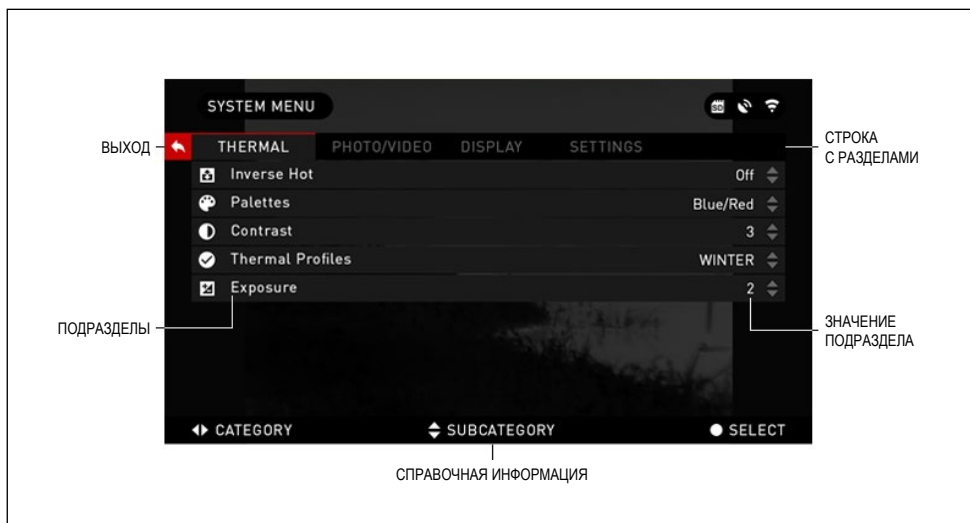 SYSTEM MENU
SD
ВЫХОД
THERMAL PHOTO/VIDEO DISPLAY SETTINGS
СТРОКА
С РАЗДЕЛАМИ
Inverse Hot Off
Palettes Blue/Red
Contrast 3
Thermal Profiles WINTER
Exposure 2
ПОДРАЗДЕЛЫ
ЗНАЧЕНИЕ
ПОДРАЗДЕЛА
CATEGORY SUBCATEGORY SELECT
СПРАВОЧНАЯ ИНФОРМАЦИЯ